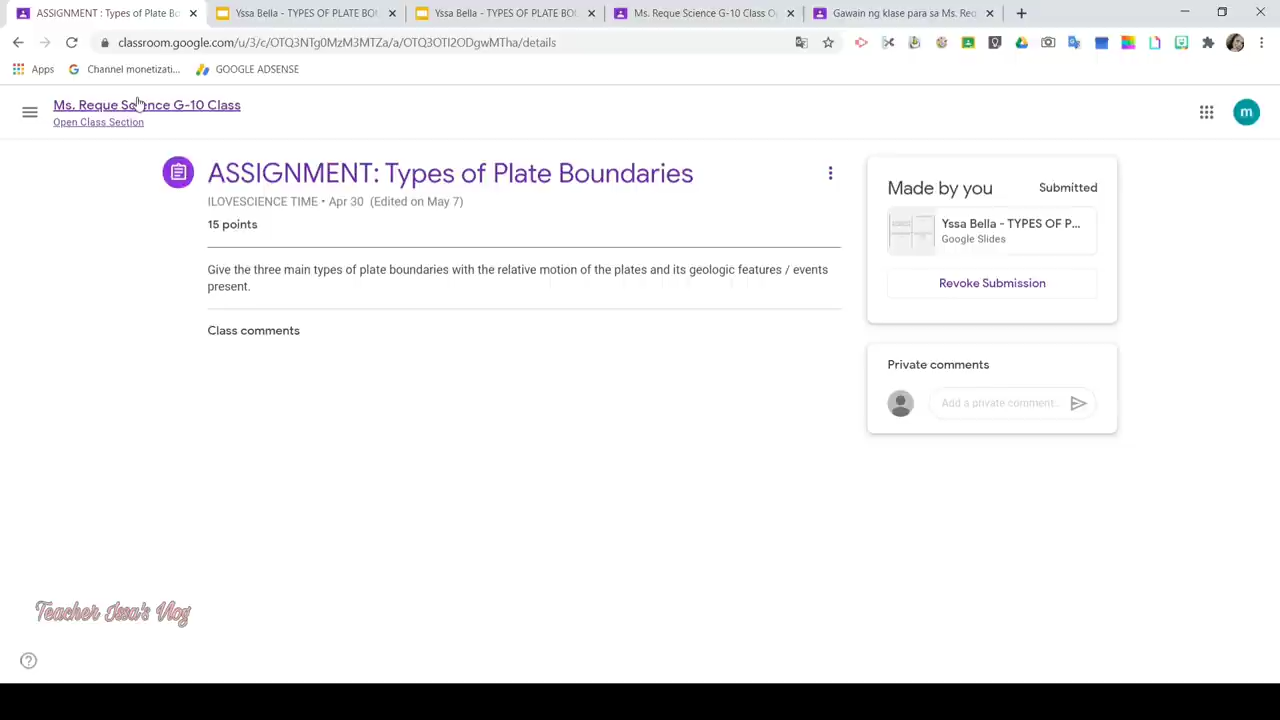 ASSIGNMENT: Types of Plate Bo
Yssa Bella - TYPES OF PLATE BOU
Yssa Bella - TYPES OF PLATE BOU
Ms. Reque Science G-10 Class O
Gawain ng klase para sa Ms. Req
classroom.google.com/u/3/c/OTQ3NTg0MzM3MTZa/a/OTQ3OTI2ODgwMTha/details
Apps
Channel monetizati...
GOOGLE ADSENSE
Ms. Reque Science G-10 Class
Open Class Section
m
ASSIGNMENT: Types of Plate Boundaries
ILOVESCIENCE TIME • Apr 30 (Edited on May 7)
15 points
Give the three main types of plate boundaries with the relative motion of the plates and its geologic features / events
present.
Class comments
Made by you
Submitted
Yssa Bella - TYPES OF P...
Google Slides
Revoke Submission
Private comments
Add a private comment...
Teacher Issa's Vlog